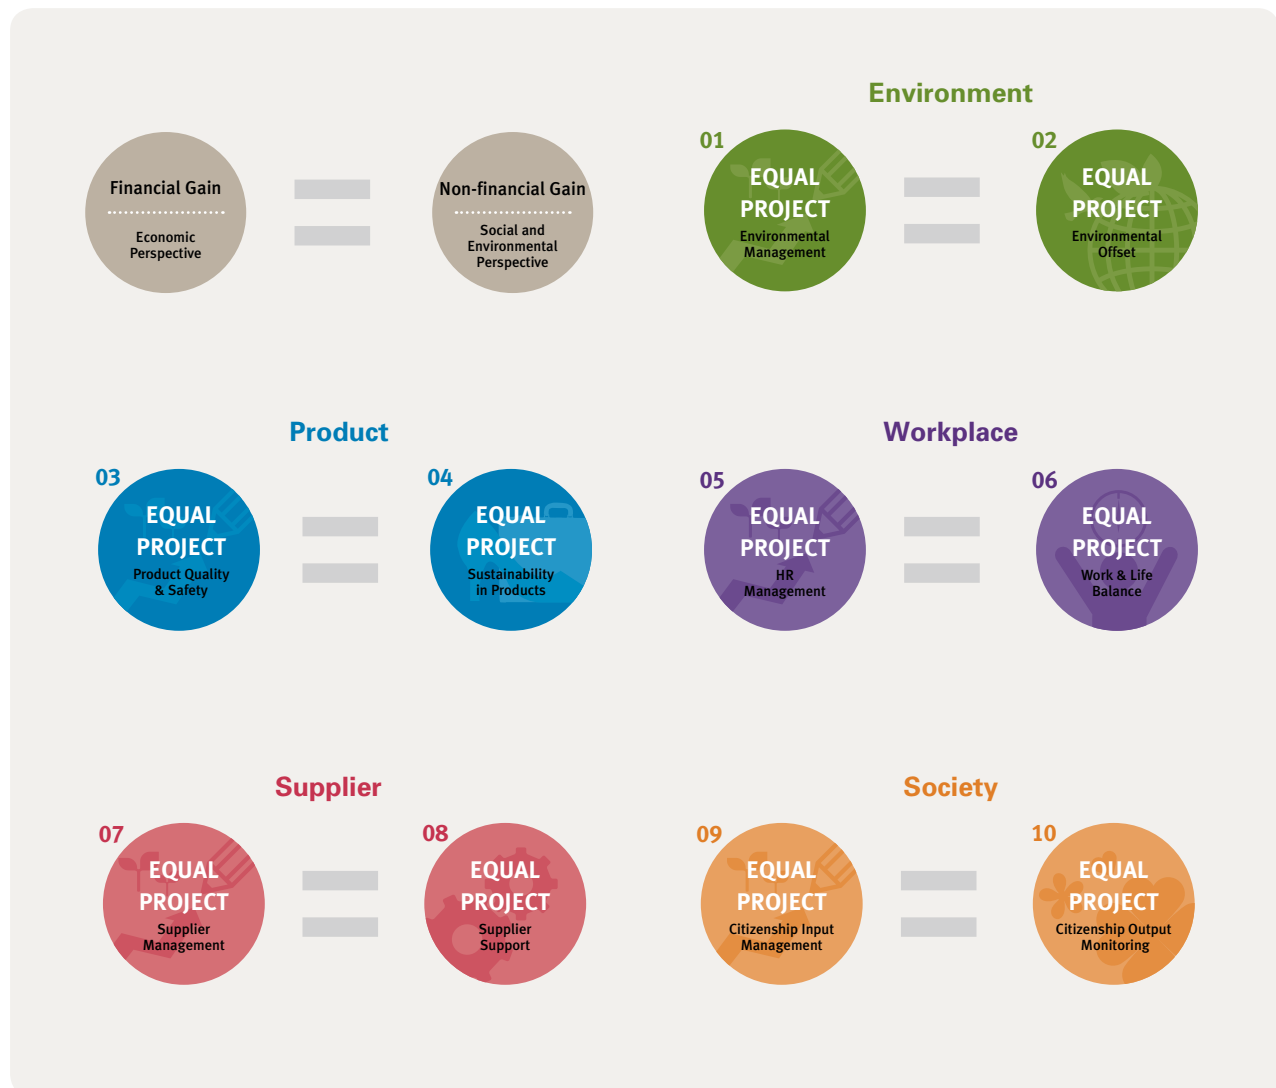 Financial Gain
Economic
Perspective
Non-financial Gain
Social and
Environmental
Perspective
Environment
01
EQUAL
PROJECT
Environmental
Management
02
EQUAL
PROJECT
Environmental
Offset
Product
03
EQUAL
PROJECT
Product Quality
& Safety
04
EQUAL
PROJECT
Sustainability
in Products
Workplace
05
EQUAL
PROJECT
HR
Management
06
EQUAL
PROJECT
Work & Life
Balance
Supplier
07
EQUAL
PROJECT
Supplier
Management
08
EQUAL
PROJECT
Supplier
Support
Society
09
EQUAL
PROJECT
Citizenship Input
Management
10
EQUAL
PROJECT
Citizenship Output
Monitoring